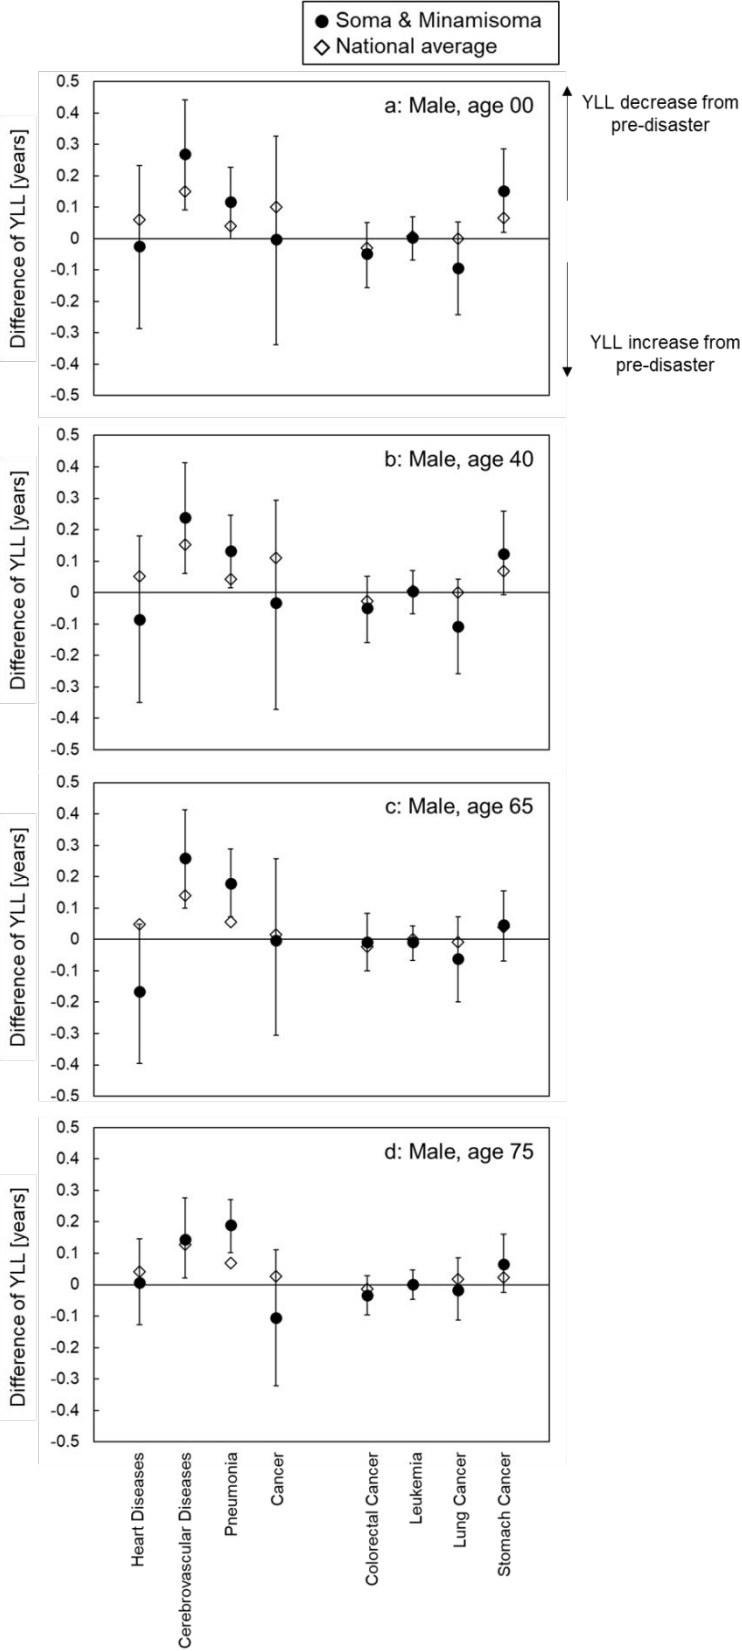 Soma & Minamisoma
National average
a: Male, age 00
0.5
0.4
0.3
0.2
0.1
0
-0.1
-0.2
-0.3
-0.4
-0.5
Difference of YLL [years]
YLL decrease from
pre-disaster
YLL increase from
pre-disaster
b: Male, age 40
0.5
0.4
0.3
0.2
0.1
0
-0.1
-0.2
-0.3
-0.4
-0.5
Difference of YLL [years]
c: Male, age 65
0.5
0.4
0.3
0.2
0.1
0
-0.1
-0.2
-0.3
-0.4
-0.5
Difference of YLL [years]
d: Male, age 75
0.5
0.4
0.3
0.2
0.1
0
-0.1
-0.2
-0.3
-0.4
-0.5
Difference of YLL [years]
Heart Diseases
Cerebrovascular Diseases
Pneumonia
Cancer
Colorectal Cancer
Leukemia
Lung Cancer
Stomach Cancer